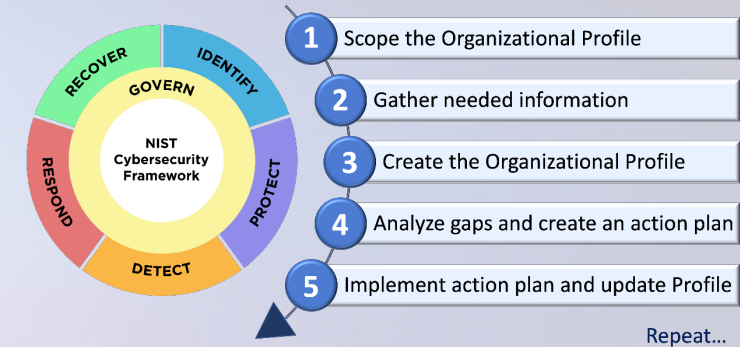 RECOVER
IDENTIFY
GOVERN
NIST
Cybersecurity
Framework
RESPOND
PROTECT
DETECT
1 Scope the Organizational Profile
2 Gather needed information
3 Create the Organizational Profile
4 Analyze gaps and create an action plan
5 Implement action plan and update Profile
Repeat...